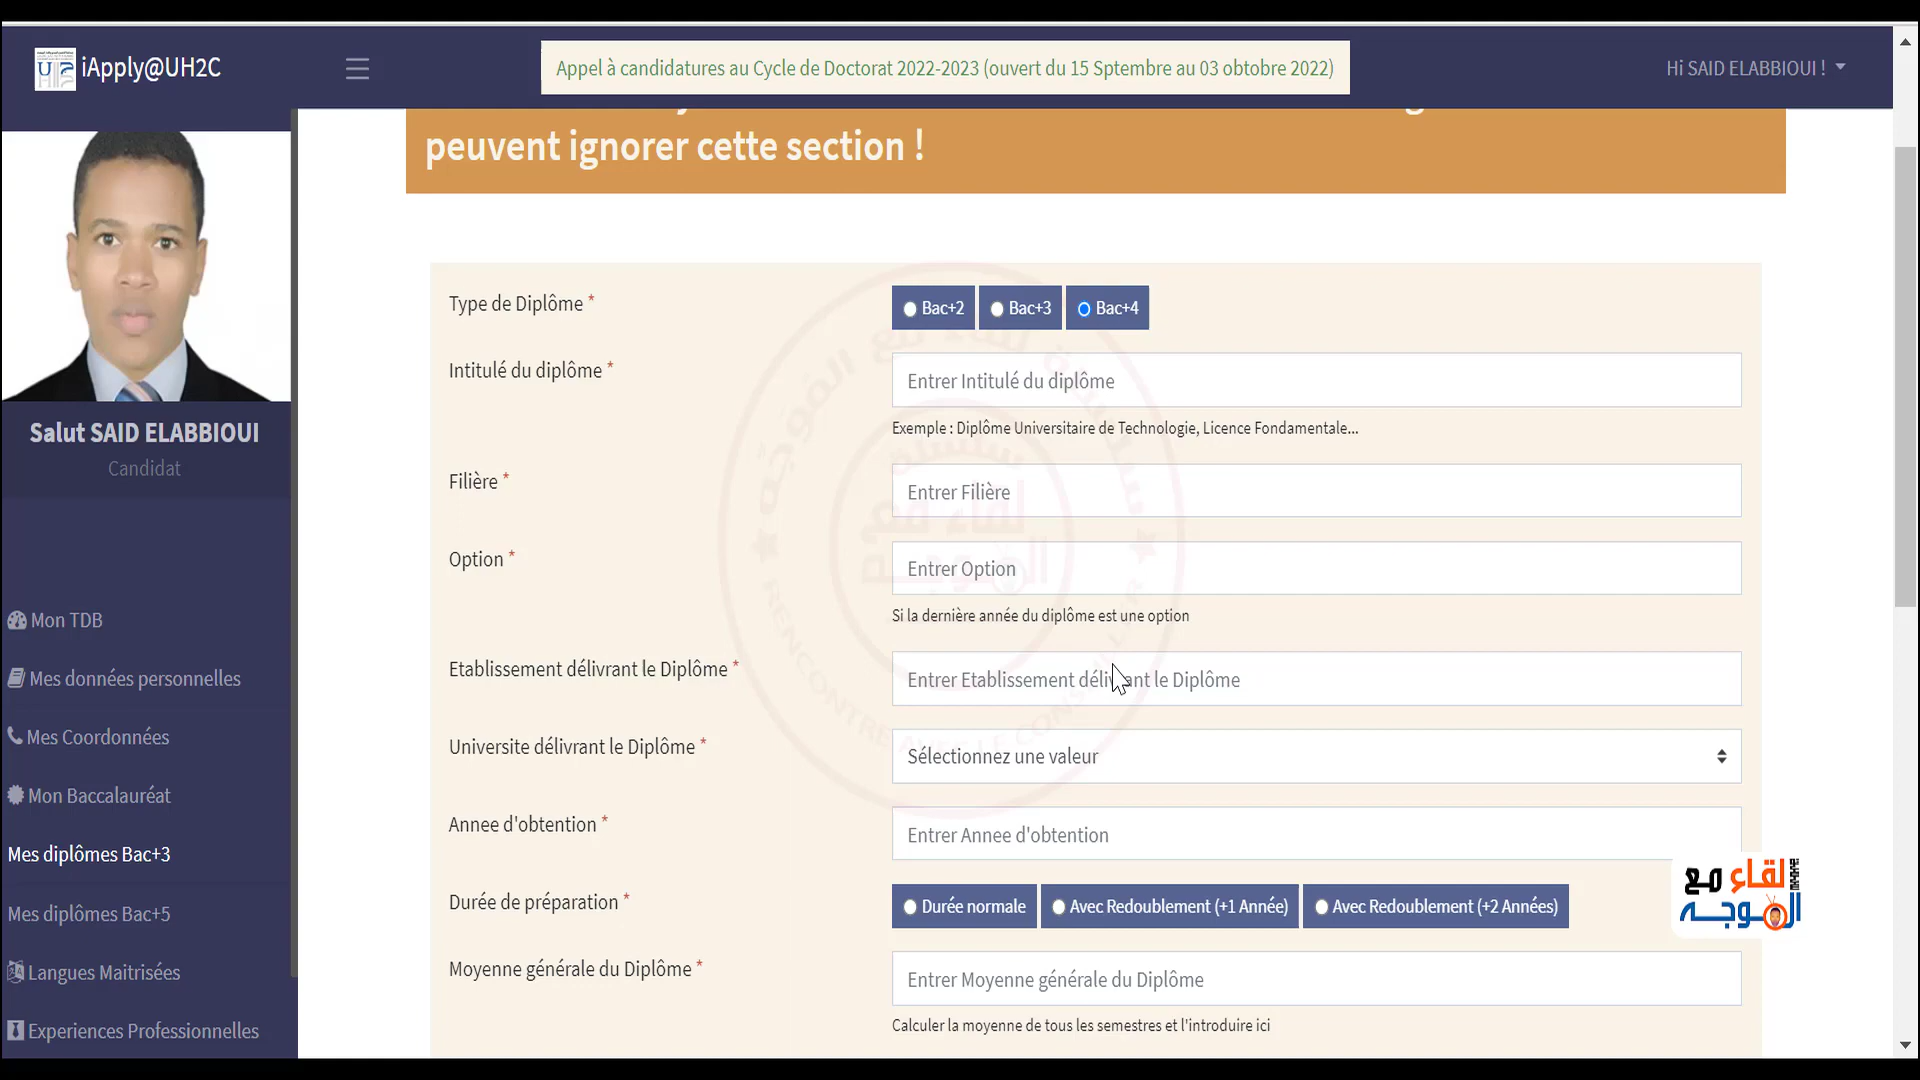 iApply@UH2C
Appel à candidatures au Cycle de Doctorat 2022-2023 (ouvert du 15 Sptembre au 03 obtobre 2022)
Hi SAID ELABBIOUI !
peuvent ignorer cette section !
Salut SAID ELABBIOUI
Candidat
Mon TDB
Mes données personnelles
Mes Coordonnées
Mon Baccalauréat
Mes diplômes Bac+3
Mes diplômes Bac+5
Langues Maitrisées
Experiences Professionnelles
Type de Diplôme *
Bac+2 Bac+3 Bac+4
Intitulé du diplôme *
Entrer Intitulé du diplôme
Exemple : Diplôme Universitaire de Technologie, Licence Fondamentale...
Filière *
Entrer Filière
Option *
Entrer Option
Si la dernière année du diplôme est une option
Etablissement délivrant le Diplôme *
Entrer Etablissement délivrant le Diplôme
Universite délivrant le Diplôme *
Sélectionnez une valeur
Annee d'obtention *
Entrer Annee d'obtention
Durée de préparation *
Durée normale Avec Redoublement (+1 Année) Avec Redoublement (+2 Années)
Moyenne générale du Diplôme *
Entrer Moyenne générale du Diplôme
Calculer la moyenne de tous les semestres et l'introduire ici
لقاء مع
الموجه